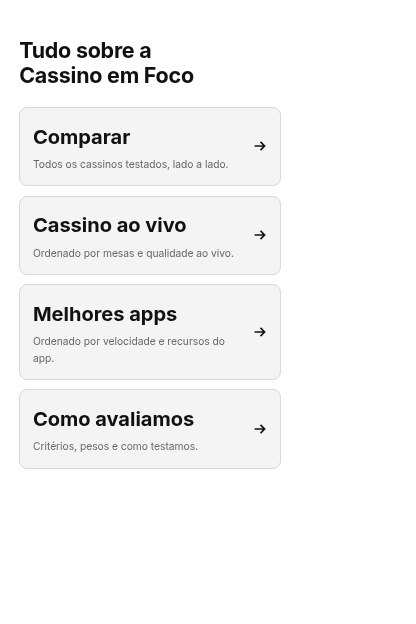 Tudo sobre a
Cassino em Foco
Comparar
Todos os cassinos testados, lado a lado.
Cassino ao vivo
Ordenado por mesas e qualidade ao vivo.
Melhores apps
Ordenado por velocidade e recursos do
app.
Como avaliamos
Critérios, pesos e como testamos.